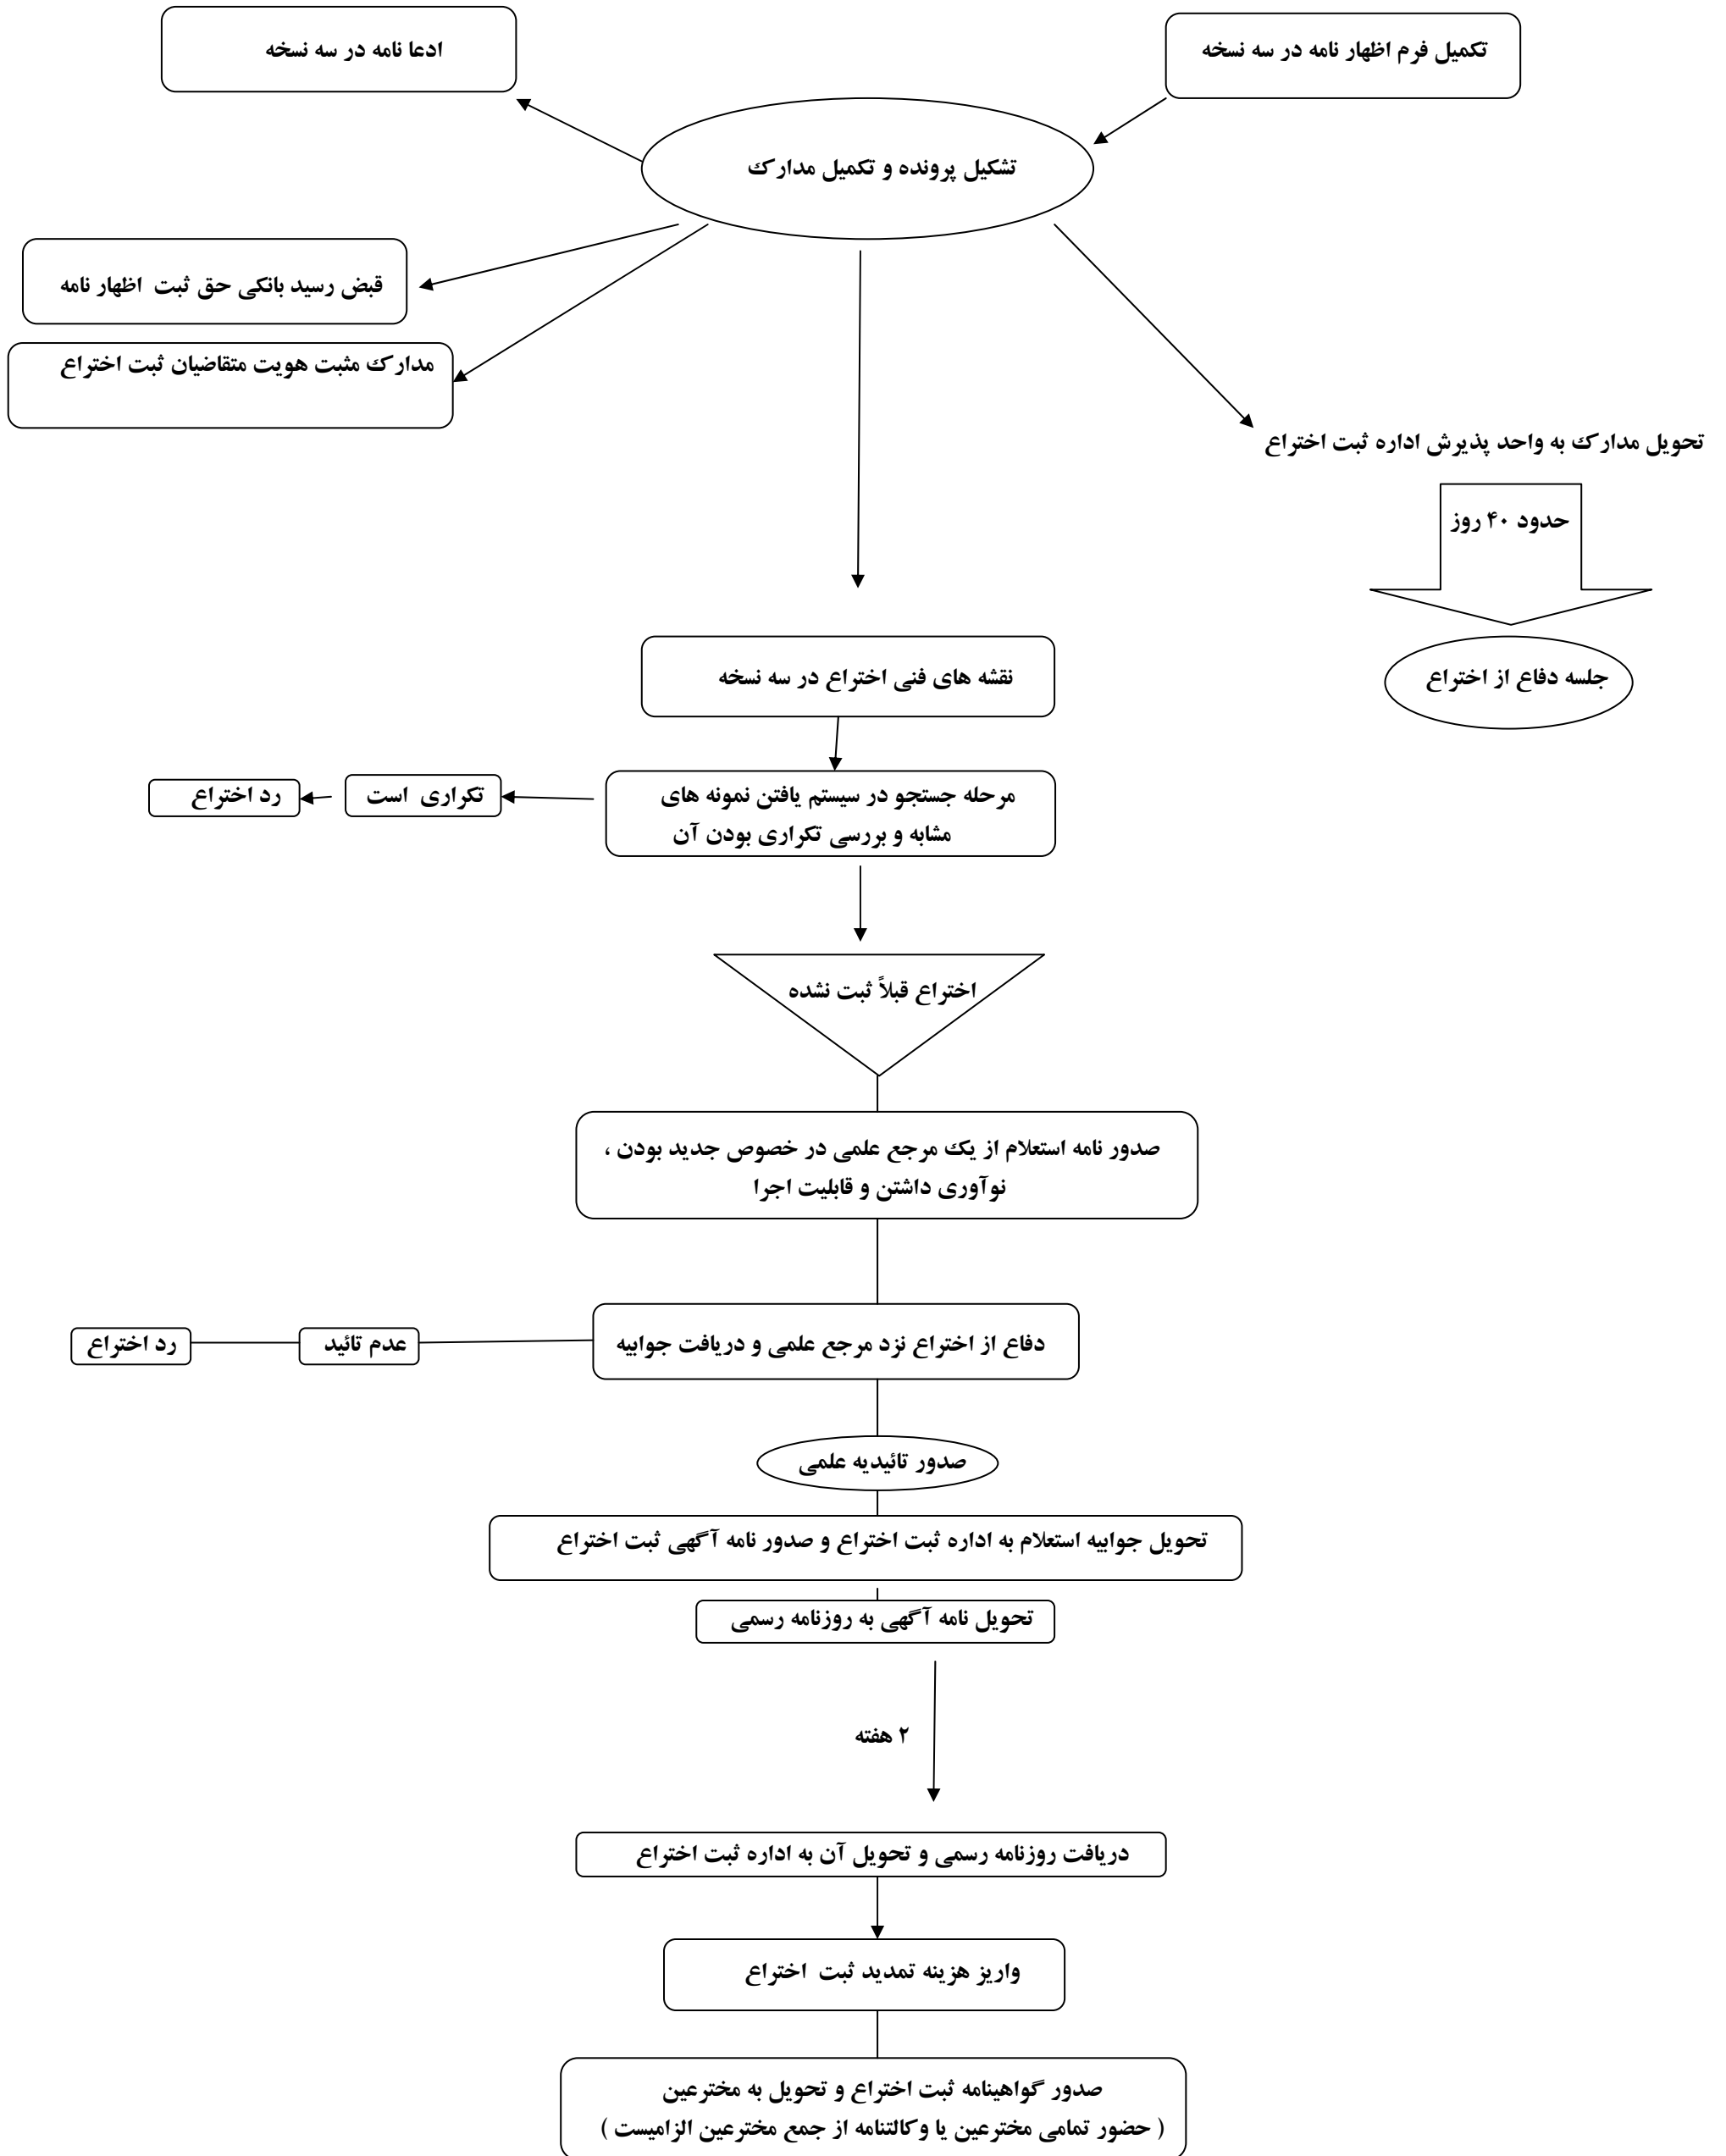 تکمیل فرم اظهار نامه در سه نسخه
ادعا نامه در سه نسخه
تشکیل پرونده و تکمیل مدارک
قبض رسید بانکی حق ثبت اظهار نامه
مدارک مثبت هویت متقاضیان ثبت اختراع
تحویل مدارک به واحد پذیرش اداره ثبت اختراع
حدود ۴۰ روز
جلسه دفاع از اختراع
نقشه های فنی اختراع در سه نسخه
مرحله جستجو در سیستم یافتن نمونه های
مشابه و بررسی تکراری بودن آن
تکراری است
رد اختراع
اختراع قبلاً ثبت نشده
صدور نامه استعلام از یک مرجع علمی در خصوص جدید بودن ،
نوآوری داشتن و قابلیت اجرا
دفاع از اختراع نزد مرجع علمی و دریافت جوابیه
عدم تائید
رد اختراع
صدور تائیدیه علمی
تحویل جوابیه استعلام به اداره ثبت اختراع و صدور نامه آگهی ثبت اختراع
تحویل نامه آگهی به روزنامه رسمی
۲ هفته
دریافت روزنامه رسمی و تحویل آن به اداره ثبت اختراع
واریز هزینه تمدید ثبت اختراع
صدور گواهینامه ثبت اختراع و تحویل به مخترعین
( حضور تمامی مخترعین یا وکالتنامه از جمع مخترعین الزامیست )